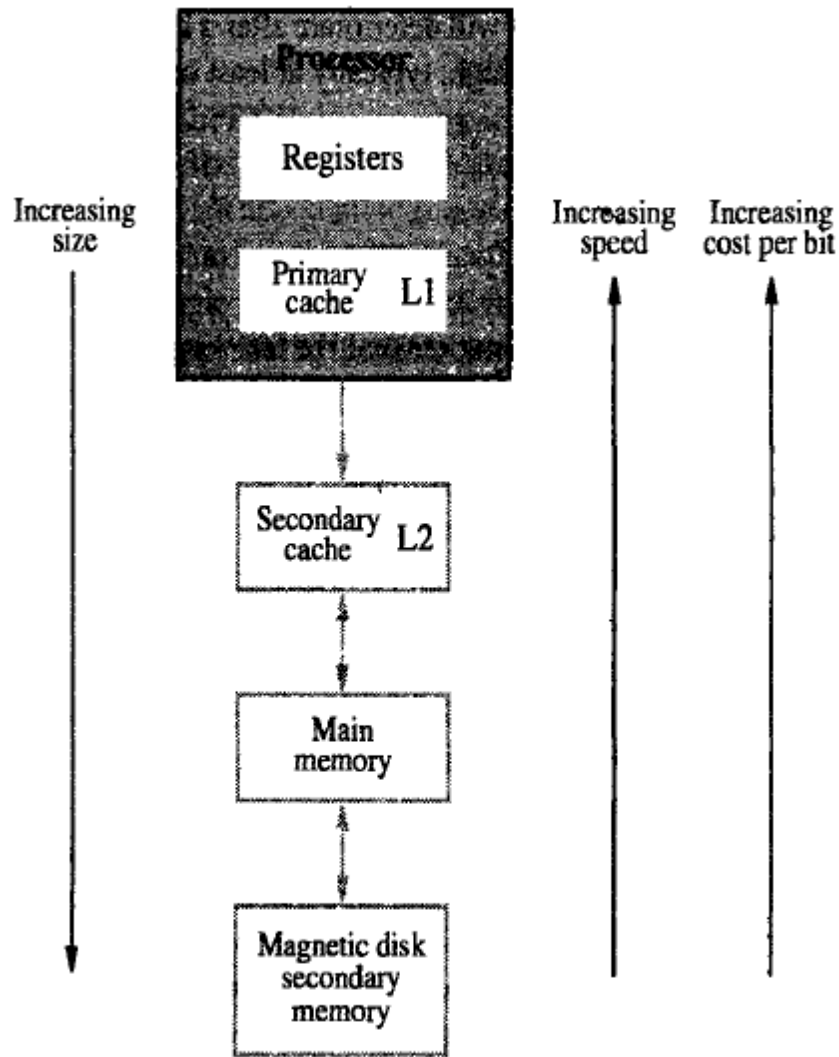 Processor
Registers
Increasing
size
Increasing
speed
Increasing
cost per bit
Primary
cache
L1
Secondary
cache
L2
Main
memory
Magnetic disk
secondary
memory